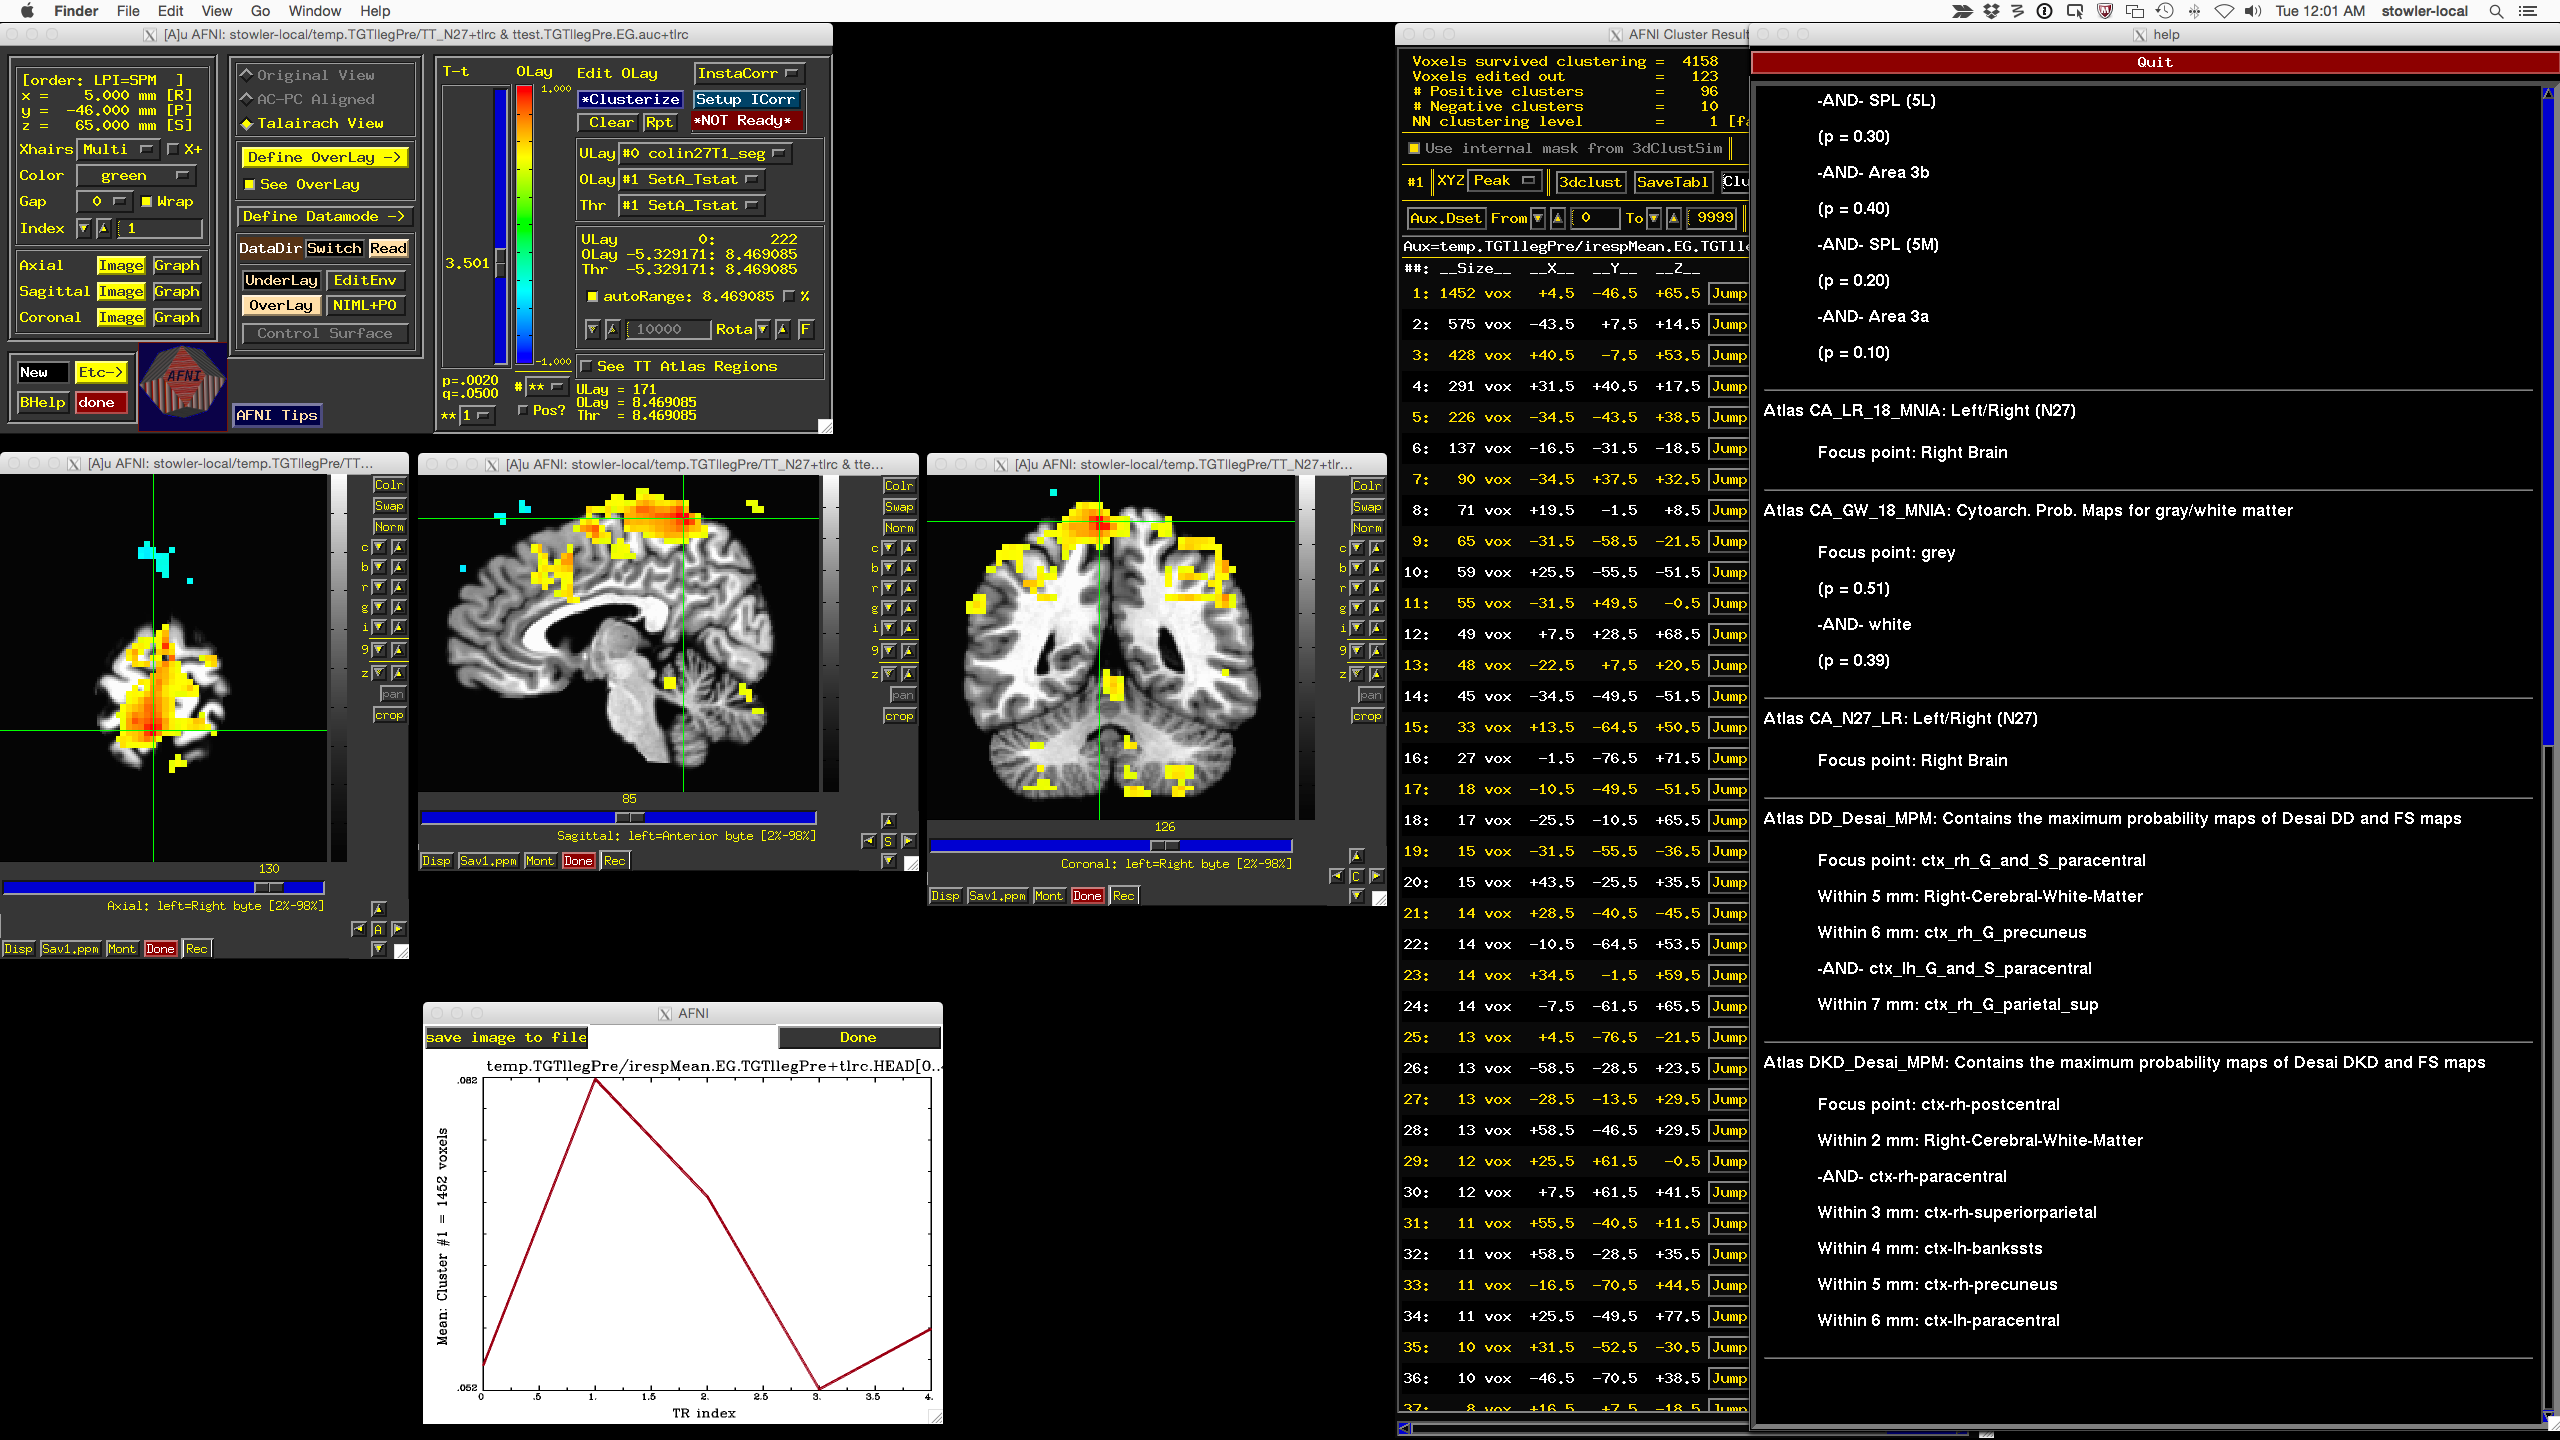 Finder File Edit View Go Window Help
Tue 12:01 AM stowler-local
[A]u AFNI: stowler-local/temp.TGTllegPre/TT_N27+tlrc & ttest.TGTllegPre.EG.auc+tlrc
[order: LPI=SPM ]
x = 5.000 mm [R]
y = -46.000 mm [P]
z = 65.000 mm [S]
Xhairs Multi X+
Color green
Gap 0 Wrap
Index 1
Axial Image Graph
Sagittal Image Graph
Coronal Image Graph
New Etc->
BHelp done
AFNI
AFNI Tips
Original View
AC-PC Aligned
Talairach View
Define OverLay ->
See OverLay
Define Datamode ->
DataDir Switch Read
UnderLay EditEnv
OverLay NIML+PO
Control Surface
T-t
3.501
p=.0020
q=.0500
** 1
OLay
1.000
-1.000
# **
Pos?
Edit OLay InstaCorr
*Clusterize Setup ICorr
Clear Rpt *NOT Ready*
ULay #0 colin27T1_seg
OLay #1 SetA_Tstat
Thr #1 SetA_Tstat
ULay 0: 222
OLay -5.329171: 8.469085
Thr -5.329171: 8.469085
autoRange: 8.469085 %
10000 Rota F
See TT Atlas Regions
ULay = 171
OLay = 8.469085
Thr = 8.469085
[A]u AFNI: stowler-local/temp.TGTllegPre/TT...
Colr
Swap
Norm
c
b
r
g
i
9
z
pan
crop
130
Axial: left=Right byte [2%-98%]
A
Disp Sav1.ppm Mont Done Rec
[A]u AFNI: stowler-local/temp.TGTllegPre/TT_N27+tlrc & tte...
Colr
Swap
Norm
c
b
r
g
i
9
z
pan
crop
85
Sagittal: left=Anterior byte [2%-98%]
S
Disp Sav1.ppm Mont Done Rec
[A]u AFNI: stowler-local/temp.TGTllegPre/TT_N27+tlr...
Colr
Swap
Norm
c
b
r
g
i
9
z
pan
crop
126
Coronal: left=Right byte [2%-98%]
C
Disp Sav1.ppm Mont Done Rec
AFNI
save image to file Done
temp.TGTllegPre/irespMean.EG.TGTllegPre+tlrc.HEAD[0..
.082
Mean: Cluster #1 = 1452 voxels
.052
0 .5 1. 1.5 2. 2.5 3. 3.5 4.
TR index
AFNI Cluster Result
Voxels survived clustering = 4158
Voxels edited out = 123
# Positive clusters = 96
# Negative clusters = 10
NN clustering level = 1 [fa
Use internal mask from 3dClustSim
#1 XYZ Peak 3dclust SaveTabl Clu
Aux.Dset From 0 To 9999
Aux=temp.TGTllegPre/irespMean.EG.TGTlle
##: __Size__ __X__ __Y__ __Z__
1: 1452 vox +4.5 -46.5 +65.5 Jump
2: 575 vox -43.5 +7.5 +14.5 Jump
3: 428 vox +40.5 -7.5 +53.5 Jump
4: 291 vox +31.5 +40.5 +17.5 Jump
5: 226 vox -34.5 -43.5 +38.5 Jump
6: 137 vox -16.5 -31.5 -18.5 Jump
7: 90 vox -34.5 +37.5 +32.5 Jump
8: 71 vox +19.5 -1.5 +8.5 Jump
9: 65 vox -31.5 -58.5 -21.5 Jump
10: 59 vox +25.5 -55.5 -51.5 Jump
11: 55 vox -31.5 +49.5 -0.5 Jump
12: 49 vox +7.5 +28.5 +68.5 Jump
13: 48 vox -22.5 +7.5 +20.5 Jump
14: 45 vox -34.5 -49.5 -51.5 Jump
15: 33 vox +13.5 -64.5 +50.5 Jump
16: 27 vox -1.5 -76.5 +71.5 Jump
17: 18 vox -10.5 -49.5 -51.5 Jump
18: 17 vox -25.5 -10.5 +65.5 Jump
19: 15 vox -31.5 -55.5 -36.5 Jump
20: 15 vox +43.5 -25.5 +35.5 Jump
21: 14 vox +28.5 -40.5 -45.5 Jump
22: 14 vox -10.5 -64.5 +53.5 Jump
23: 14 vox +34.5 -1.5 +59.5 Jump
24: 14 vox -7.5 -61.5 +65.5 Jump
25: 13 vox +4.5 -76.5 -21.5 Jump
26: 13 vox -58.5 -28.5 +23.5 Jump
27: 13 vox -28.5 -13.5 +29.5 Jump
28: 13 vox +58.5 -46.5 +29.5 Jump
29: 12 vox +25.5 +61.5 -0.5 Jump
30: 12 vox +7.5 +61.5 +41.5 Jump
31: 11 vox +55.5 -40.5 +11.5 Jump
32: 11 vox +58.5 -28.5 +35.5 Jump
33: 11 vox -16.5 -70.5 +44.5 Jump
34: 11 vox +25.5 -49.5 +77.5 Jump
35: 10 vox +31.5 -52.5 -30.5 Jump
36: 10 vox -46.5 -70.5 +38.5 Jump
37: 8 vox +16.5 +7.5 -18.5 Jump
help
Quit
-AND- SPL (5L)
(p = 0.30)
-AND- Area 3b
(p = 0.40)
-AND- SPL (5M)
(p = 0.20)
-AND- Area 3a
(p = 0.10)
Atlas CA_LR_18_MNIA: Left/Right (N27)
Focus point: Right Brain
Atlas CA_GW_18_MNIA: Cytoarch. Prob. Maps for gray/white matter
Focus point: grey
(p = 0.51)
-AND- white
(p = 0.39)
Atlas CA_N27_LR: Left/Right (N27)
Focus point: Right Brain
Atlas DD_Desai_MPM: Contains the maximum probability maps of Desai DD and FS maps
Focus point: ctx_rh_G_and_S_paracentral
Within 5 mm: Right-Cerebral-White-Matter
Within 6 mm: ctx_rh_G_precuneus
-AND- ctx_lh_G_and_S_paracentral
Within 7 mm: ctx_rh_G_parietal_sup
Atlas DKD_Desai_MPM: Contains the maximum probability maps of Desai DKD and FS maps
Focus point: ctx-rh-postcentral
Within 2 mm: Right-Cerebral-White-Matter
-AND- ctx-rh-paracentral
Within 3 mm: ctx-rh-superiorparietal
Within 4 mm: ctx-lh-bankssts
Within 5 mm: ctx-rh-precuneus
Within 6 mm: ctx-lh-paracentral